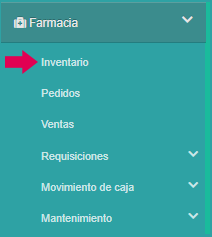 Farmacia
Inventario
Pedidos
Ventas
Requisiciones
Movimiento de caja
Mantenimiento